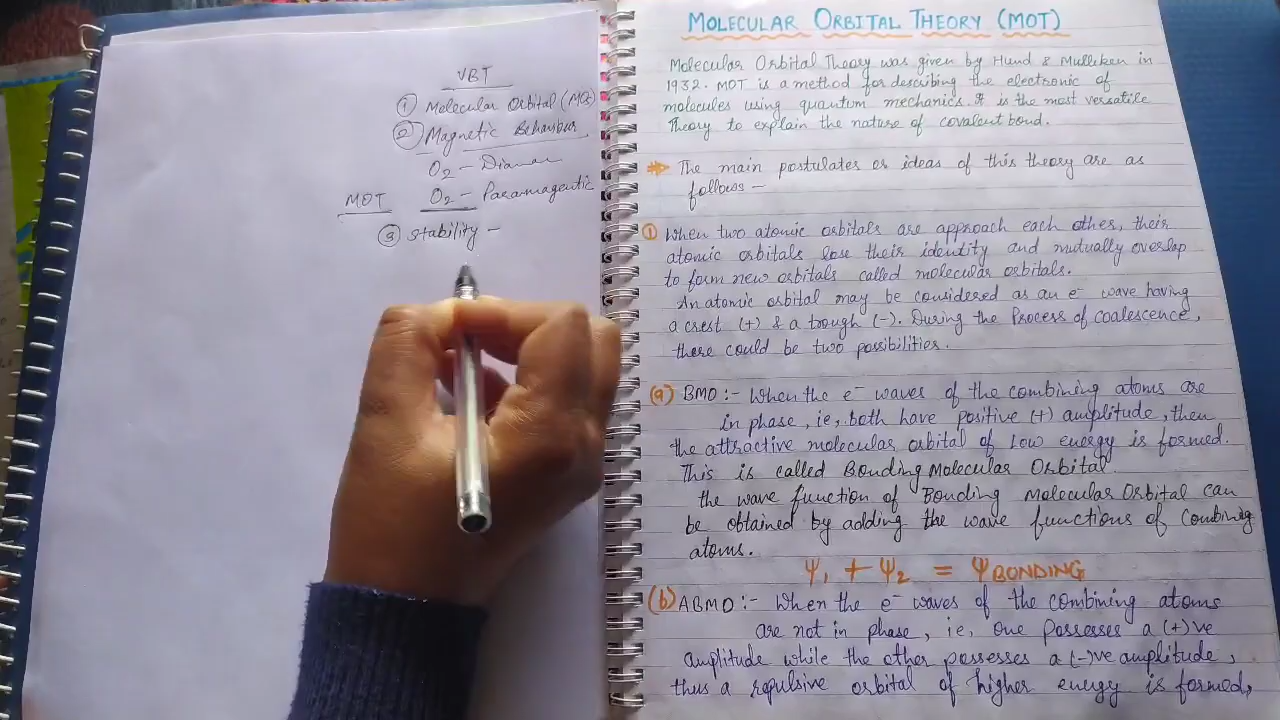 VBT
① Molecular Orbital (MO)
② Magnetic Behaviour
O₂ - Diaman
MOT O₂ - Paramagentic
③ Stability -
MOLECULAR ORBITAL THEORY (MOT)
Molecular Orbital Theory was given by Hund & Mulliken in
1932. MOT is a method for describing the electronic of
molecules using quantum mechanics. It is the most versatile
Theory to explain the nature of covalent bond.
The main postulates or ideas of this theory are as
follows -
① When two atomic orbitals are approach each other, their
atomic orbitals lose their identity and mutually overlap
to form new orbitals called molecular orbitals.
An atomic orbital may be considered as an e⁻ wave having
a crest (+) & a trough (-). During the Process of coalescence,
there could be two possibilities.
(a) BMO :- When the e⁻ waves of the combining atoms are
in phase, ie, both have positive (+) amplitude, then
the attractive molecular orbital of Low energy is formed.
This is called Bonding Molecular Orbital.
the wave function of Bonding Molecular Orbital can
be obtained by adding the wave functions of combing
atoms.
Ψ₁ + Ψ₂ = Ψ BONDING
(b) ABMO :- When the e⁻ waves of the combining atoms
are not in phase, ie, one possesses a (+)ve
amplitude while the other possesses a (-)ve amplitude,
thus a repulsive orbital of higher energy is formed,